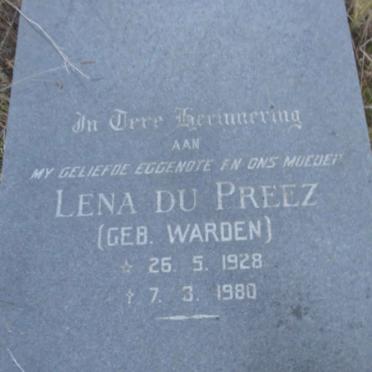 In Tere Herinnering
AAN
MY GELIEFDE EGGENOTE EN ONS MOEDER
LENA DU PREEZ
(GEB. WARDEN)
☆ 26. 5. 1928
† 7. 3. 1980